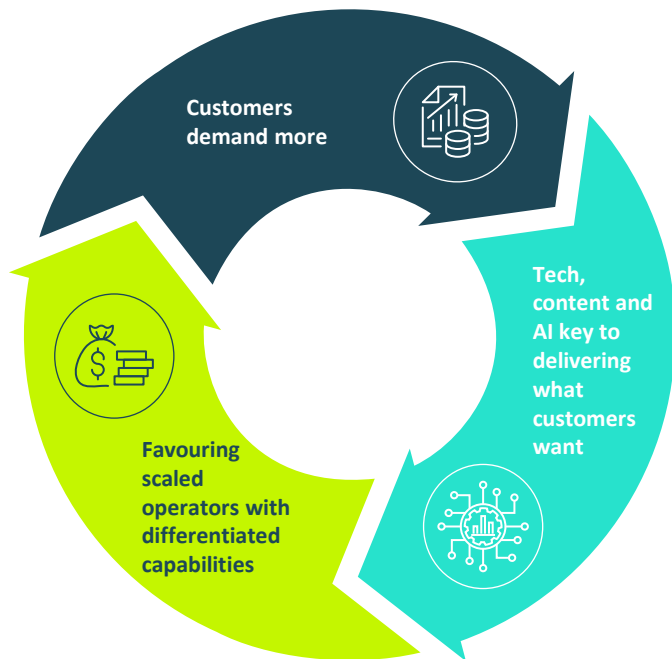 Customers
demand more
Tech,
content and
AI key to
delivering
what
customers
want
Favouring
scaled
operators with
differentiated
capabilities
$